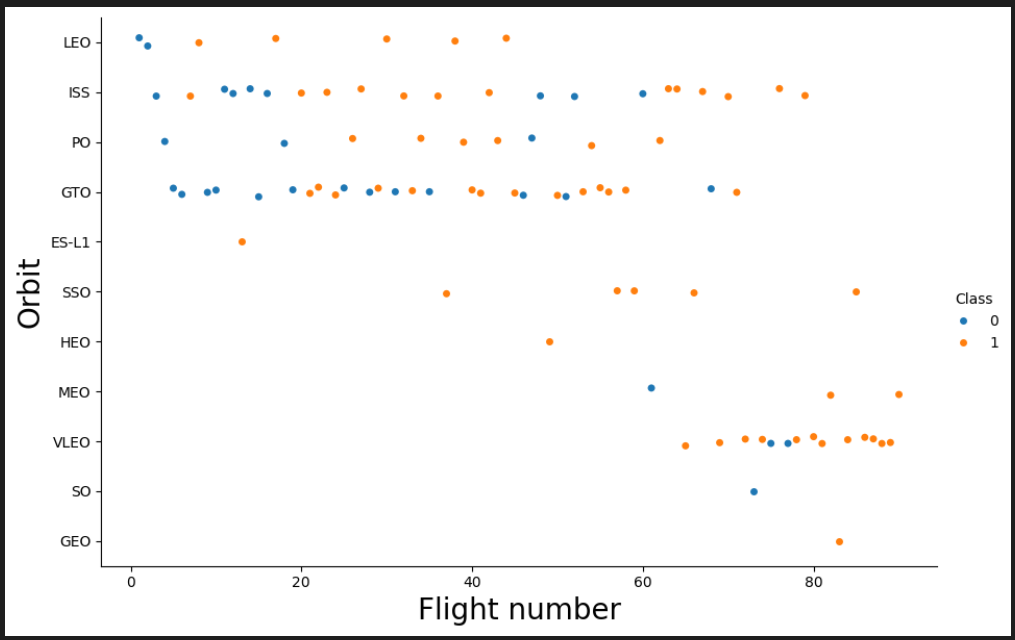 LEO
ISS
PO
GTO
ES-L1
SSO
HEO
MEO
VLEO
SO
GEO
Orbit
0 20 40 60 80
Flight number
Class
0
1